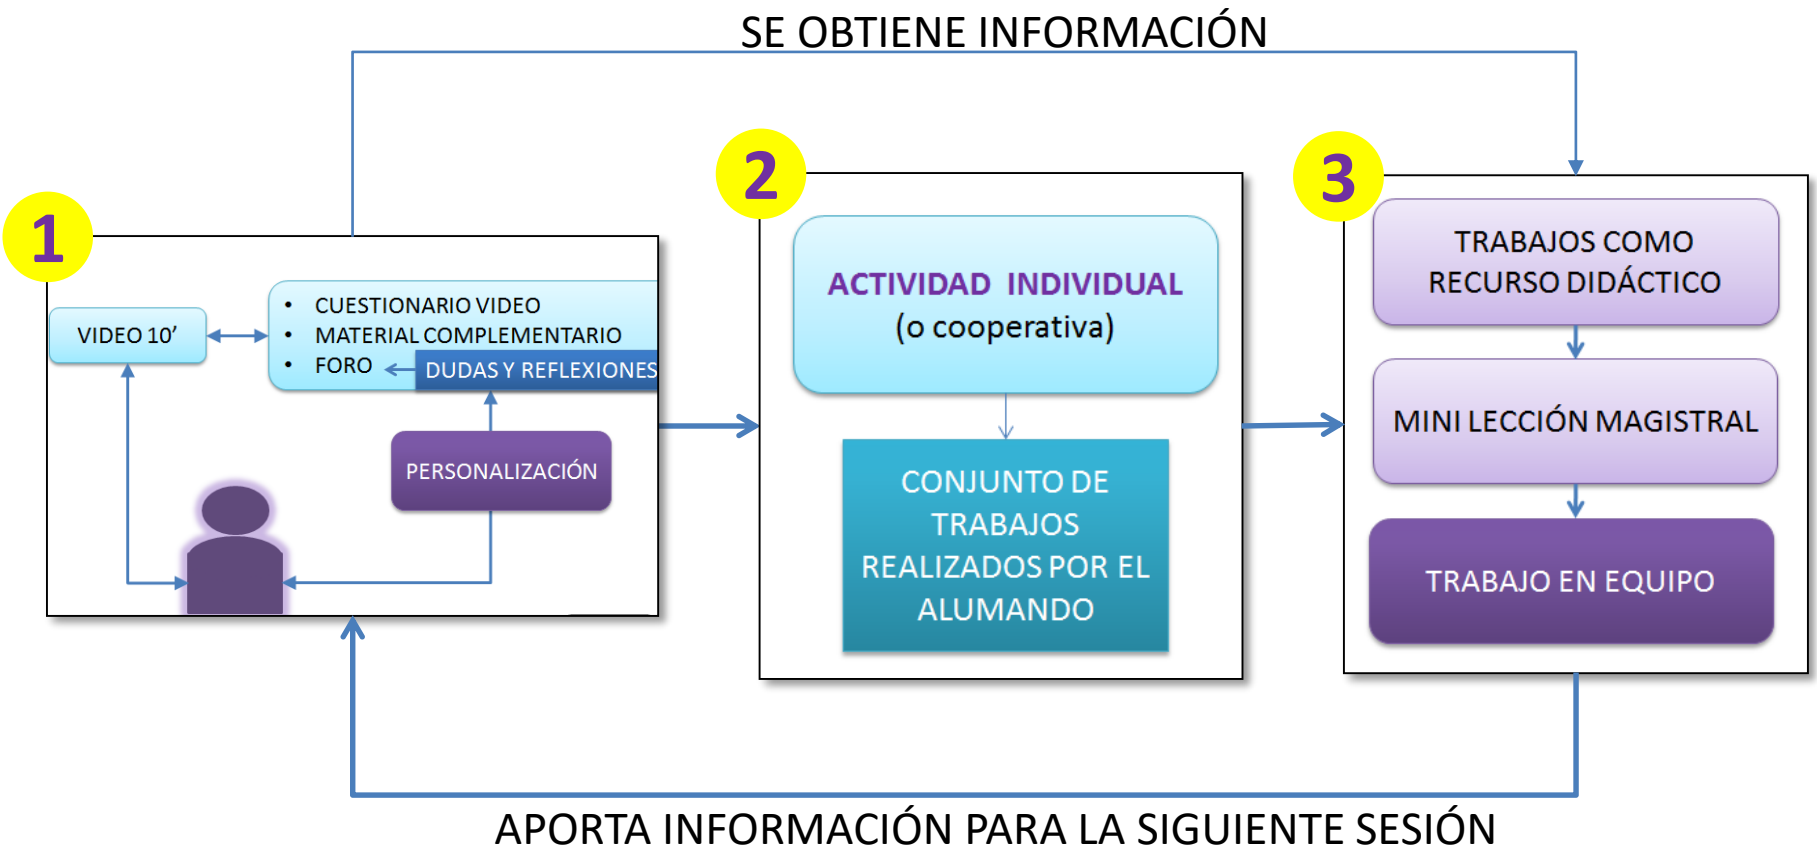 SE OBTIENE INFORMACIÓN
1
VIDEO 10’
• CUESTIONARIO VIDEO
• MATERIAL COMPLEMENTARIO
• FORO
DUDAS Y REFLEXIONES
PERSONALIZACIÓN
2
ACTIVIDAD INDIVIDUAL
(o cooperativa)
CONJUNTO DE
TRABAJOS
REALIZADOS POR EL
ALUMANDO
3
TRABAJOS COMO
RECURSO DIDÁCTICO
MINI LECCIÓN MAGISTRAL
TRABAJO EN EQUIPO
APORTA INFORMACIÓN PARA LA SIGUIENTE SESIÓN